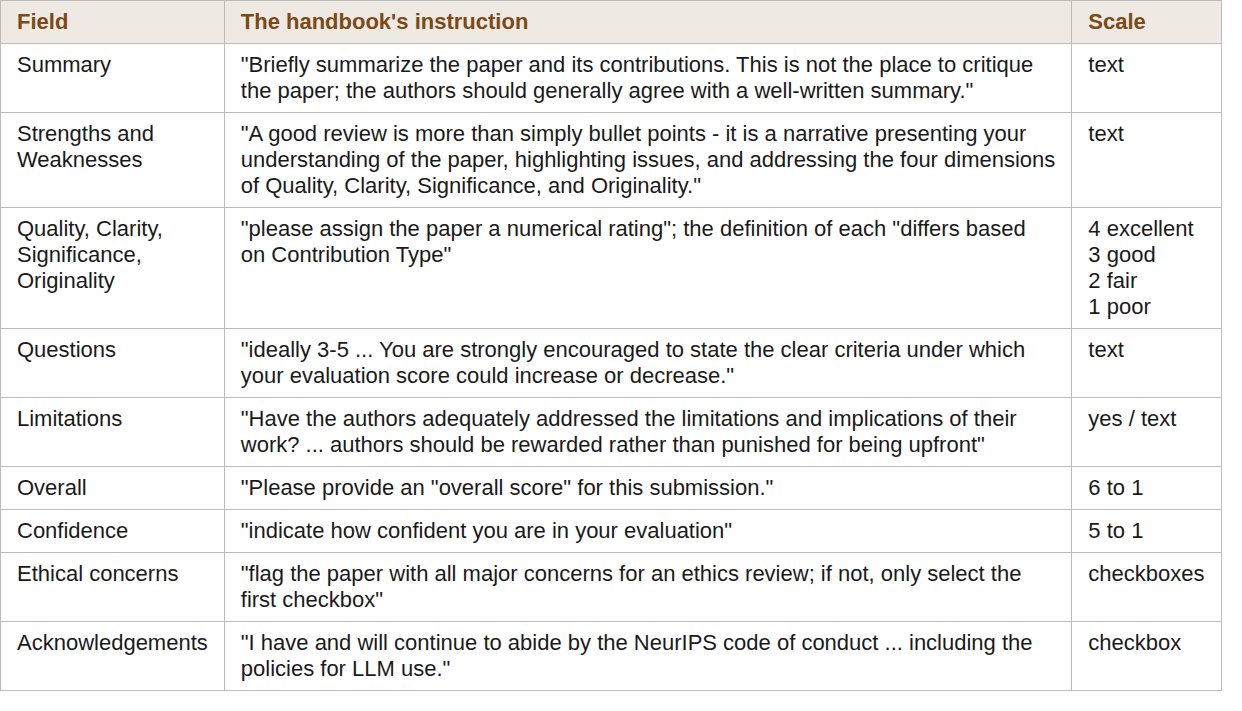 Field The handbook's instruction Scale
Summary "Briefly summarize the paper and its contributions. This is not the place to critique text
the paper; the authors should generally agree with a well-written summary."
Strengths and "A good review is more than simply bullet points - it is a narrative presenting your text
Weaknesses understanding of the paper, highlighting issues, and addressing the four dimensions
of Quality, Clarity, Significance, and Originality."
Quality, Clarity, "please assign the paper a numerical rating"; the definition of each "differs based 4 excellent
Significance, on Contribution Type" 3 good
Originality 2 fair
1 poor
Questions "ideally 3-5 ... You are strongly encouraged to state the clear criteria under which text
your evaluation score could increase or decrease."
Limitations "Have the authors adequately addressed the limitations and implications of their yes / text
work? ... authors should be rewarded rather than punished for being upfront"
Overall "Please provide an "overall score" for this submission." 6 to 1
Confidence "indicate how confident you are in your evaluation" 5 to 1
Ethical concerns "flag the paper with all major concerns for an ethics review; if not, only select the checkboxes
first checkbox"
Acknowledgements "I have and will continue to abide by the NeurIPS code of conduct ... including the checkbox
policies for LLM use."